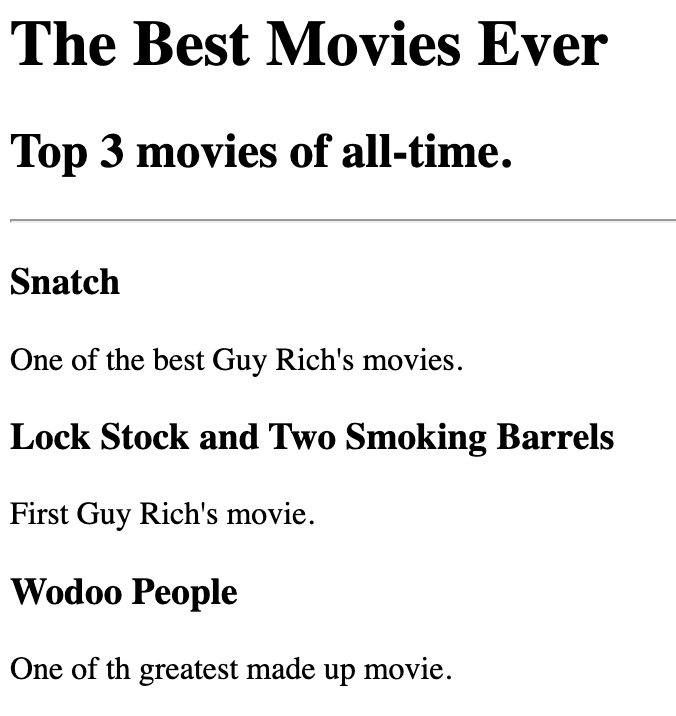 The Best Movies Ever
Top 3 movies of all-time.
Snatch
One of the best Guy Rich's movies.
Lock Stock and Two Smoking Barrels
First Guy Rich's movie.
Wodoo People
One of th greatest made up movie.